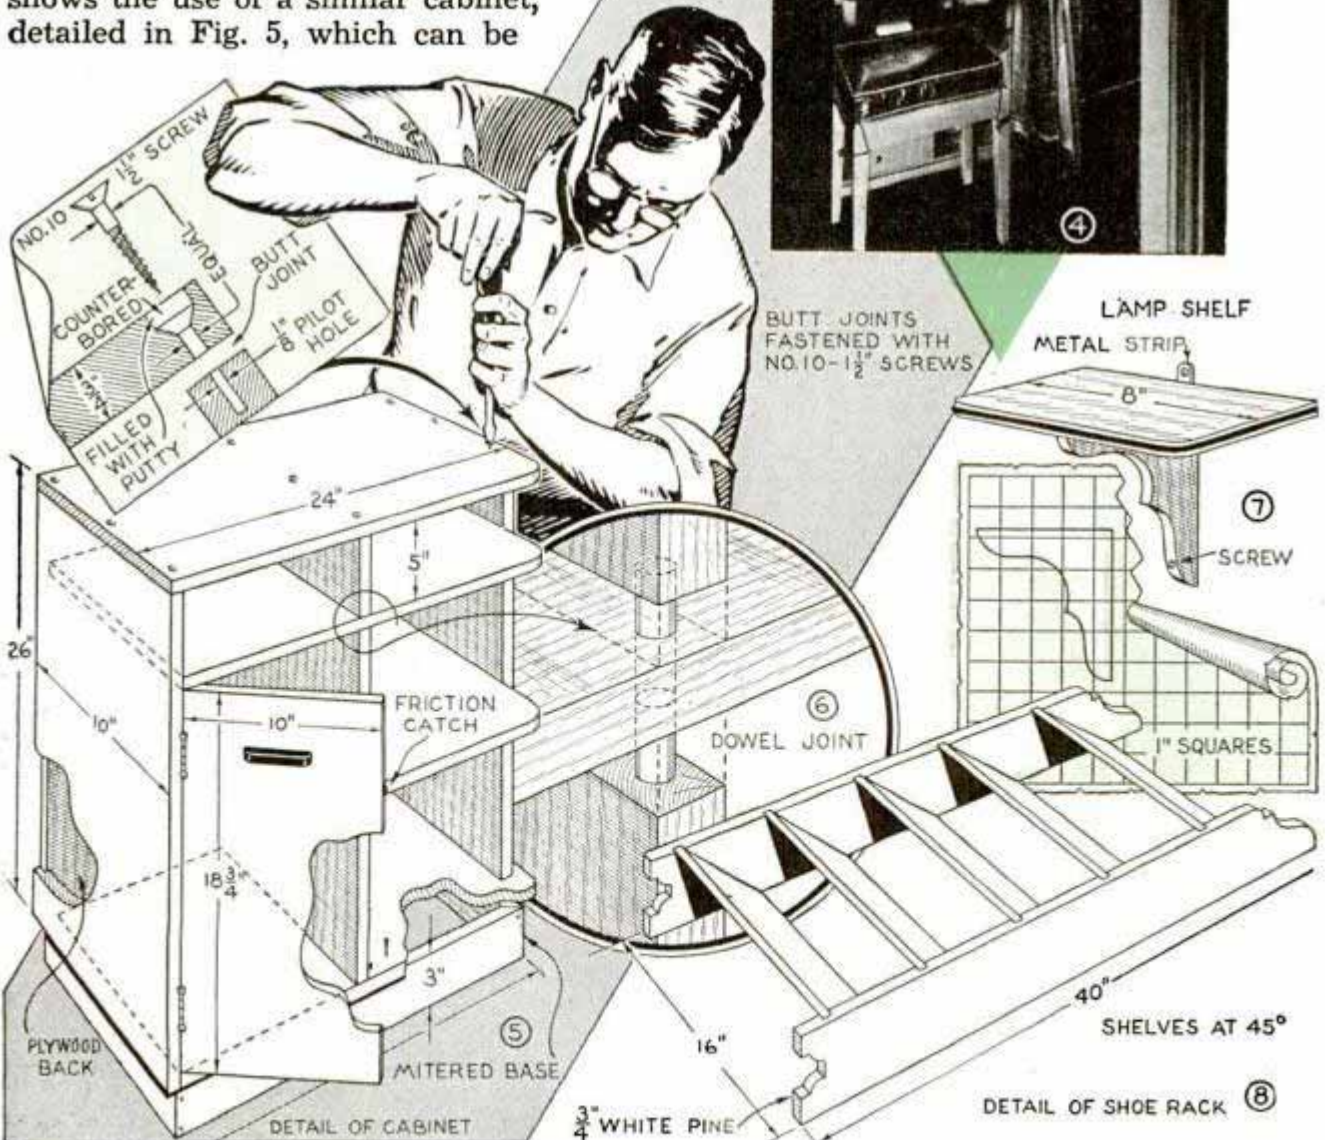 shows the use of a similar cabinet,
detailed in Fig. 5, which can be
NO. 10
1 1/2" SCREW
EQUAL
COUNTER-
BORED
BUTT
JOINT
1/8" PILOT
HOLE
3/4"
FILLED
WITH
PUTTY
4
BUTT JOINTS
FASTENED WITH
NO. 10-1 1/2" SCREWS
LAMP SHELF
METAL STRIP
8"
7
SCREW
1" SQUARES
24"
5"
26"
10"
10"
FRICTION
CATCH
18 3/4"
3"
PLYWOOD
BACK
5
MITERED BASE
DETAIL OF CABINET
6
DOWEL JOINT
40"
16"
SHELVES AT 45°
3/4" WHITE PINE
DETAIL OF SHOE RACK 8